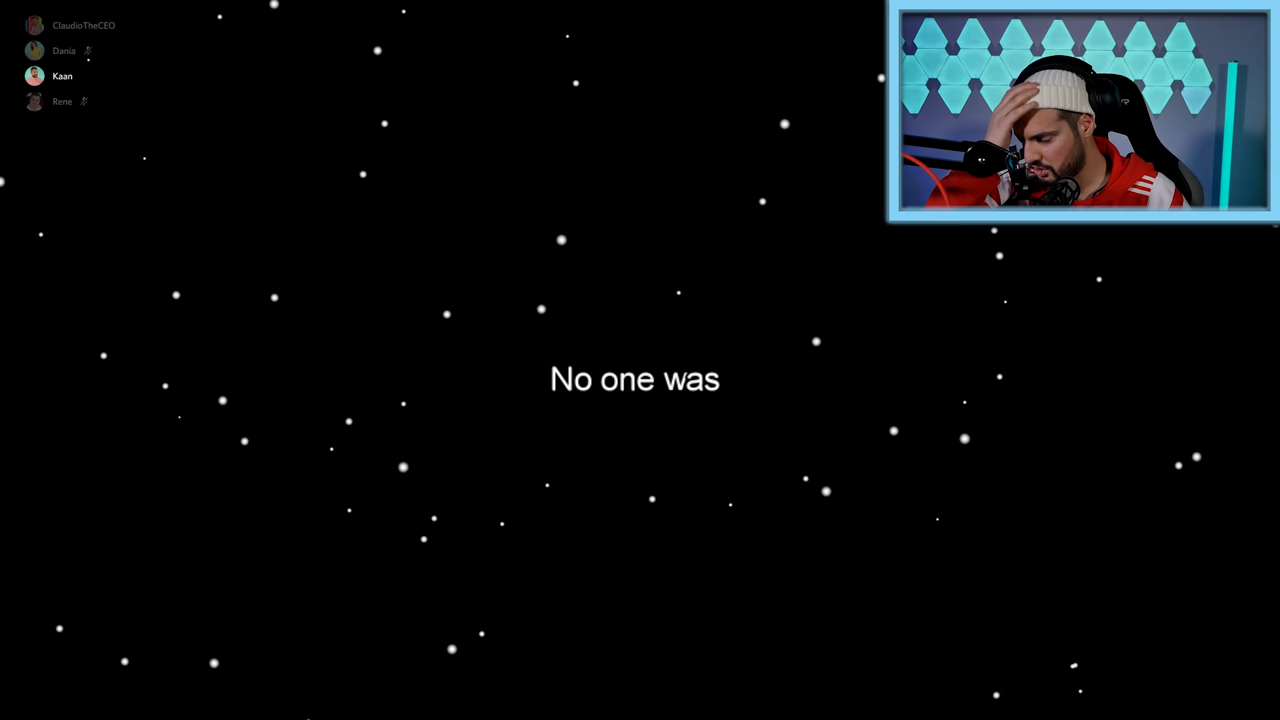 ClaudioTheCEO
Dania
Kaan
Rene
No one was